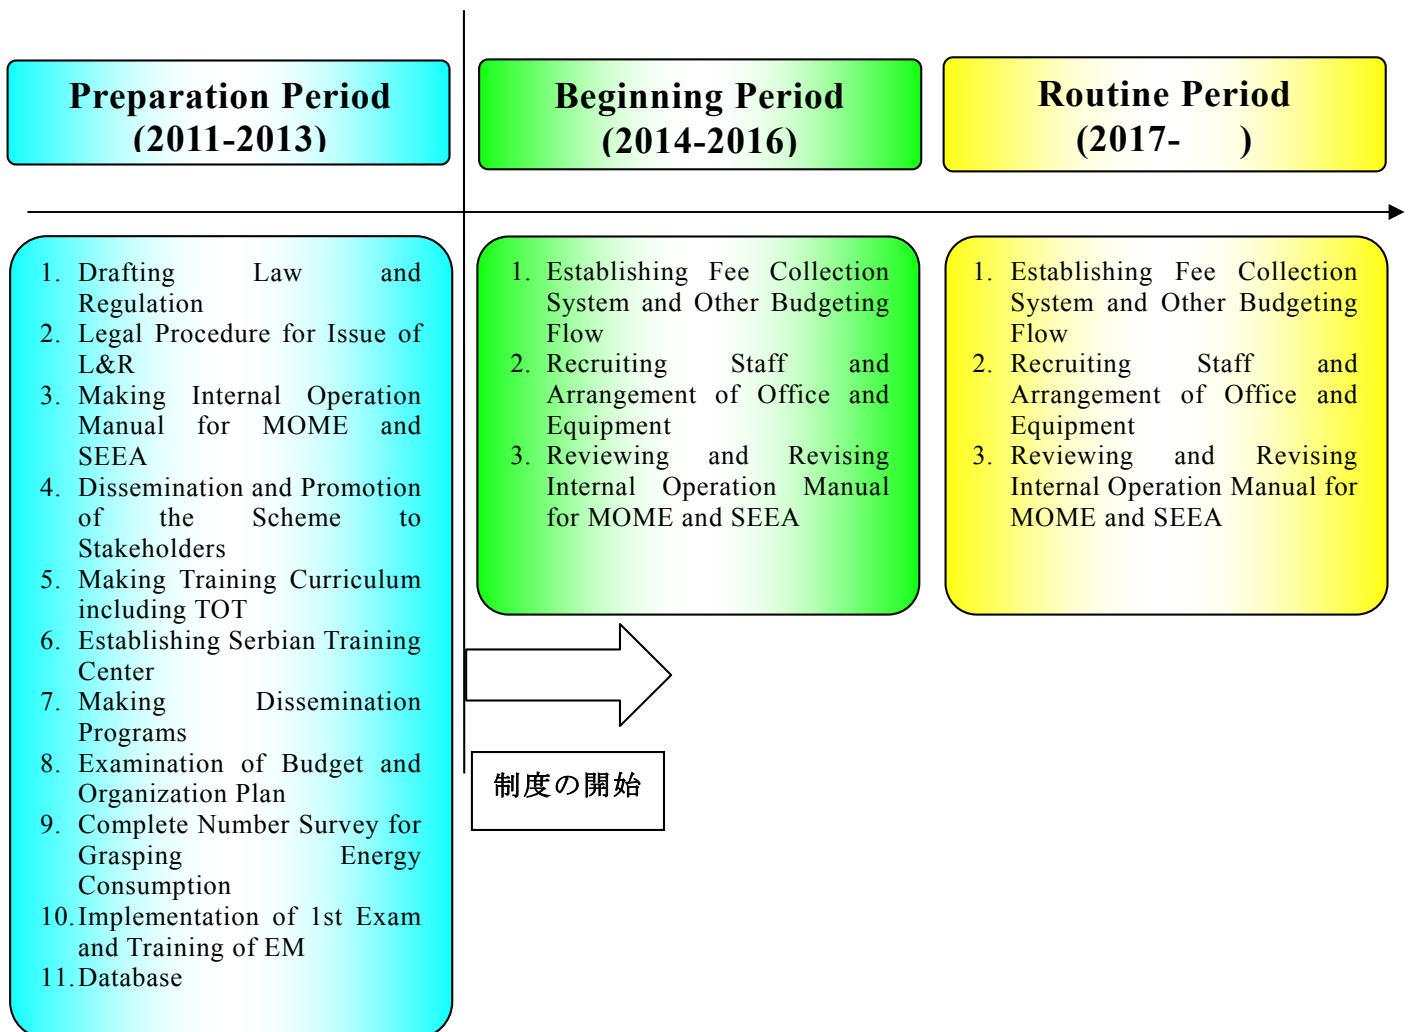 Preparation Period
(2011-2013)
Beginning Period
(2014-2016)
Routine Period
(2017- )
1. Drafting Law and
Regulation
2. Legal Procedure for Issue of
L&R
3. Making Internal Operation
Manual for MOME and
SEEA
4. Dissemination and Promotion
of the Scheme to
Stakeholders
5. Making Training Curriculum
including TOT
6. Establishing Serbian Training
Center
7. Making Dissemination
Programs
8. Examination of Budget and
Organization Plan
9. Complete Number Survey for
Grasping Energy
Consumption
10. Implementation of 1st Exam
and Training of EM
11. Database
1. Establishing Fee Collection
System and Other Budgeting
Flow
2. Recruiting Staff and
Arrangement of Office and
Equipment
3. Reviewing and Revising
Internal Operation Manual
for MOME and SEEA
1. Establishing Fee Collection
System and Other Budgeting
Flow
2. Recruiting Staff and
Arrangement of Office and
Equipment
3. Reviewing and Revising
Internal Operation Manual for
MOME and SEEA
制度の開始